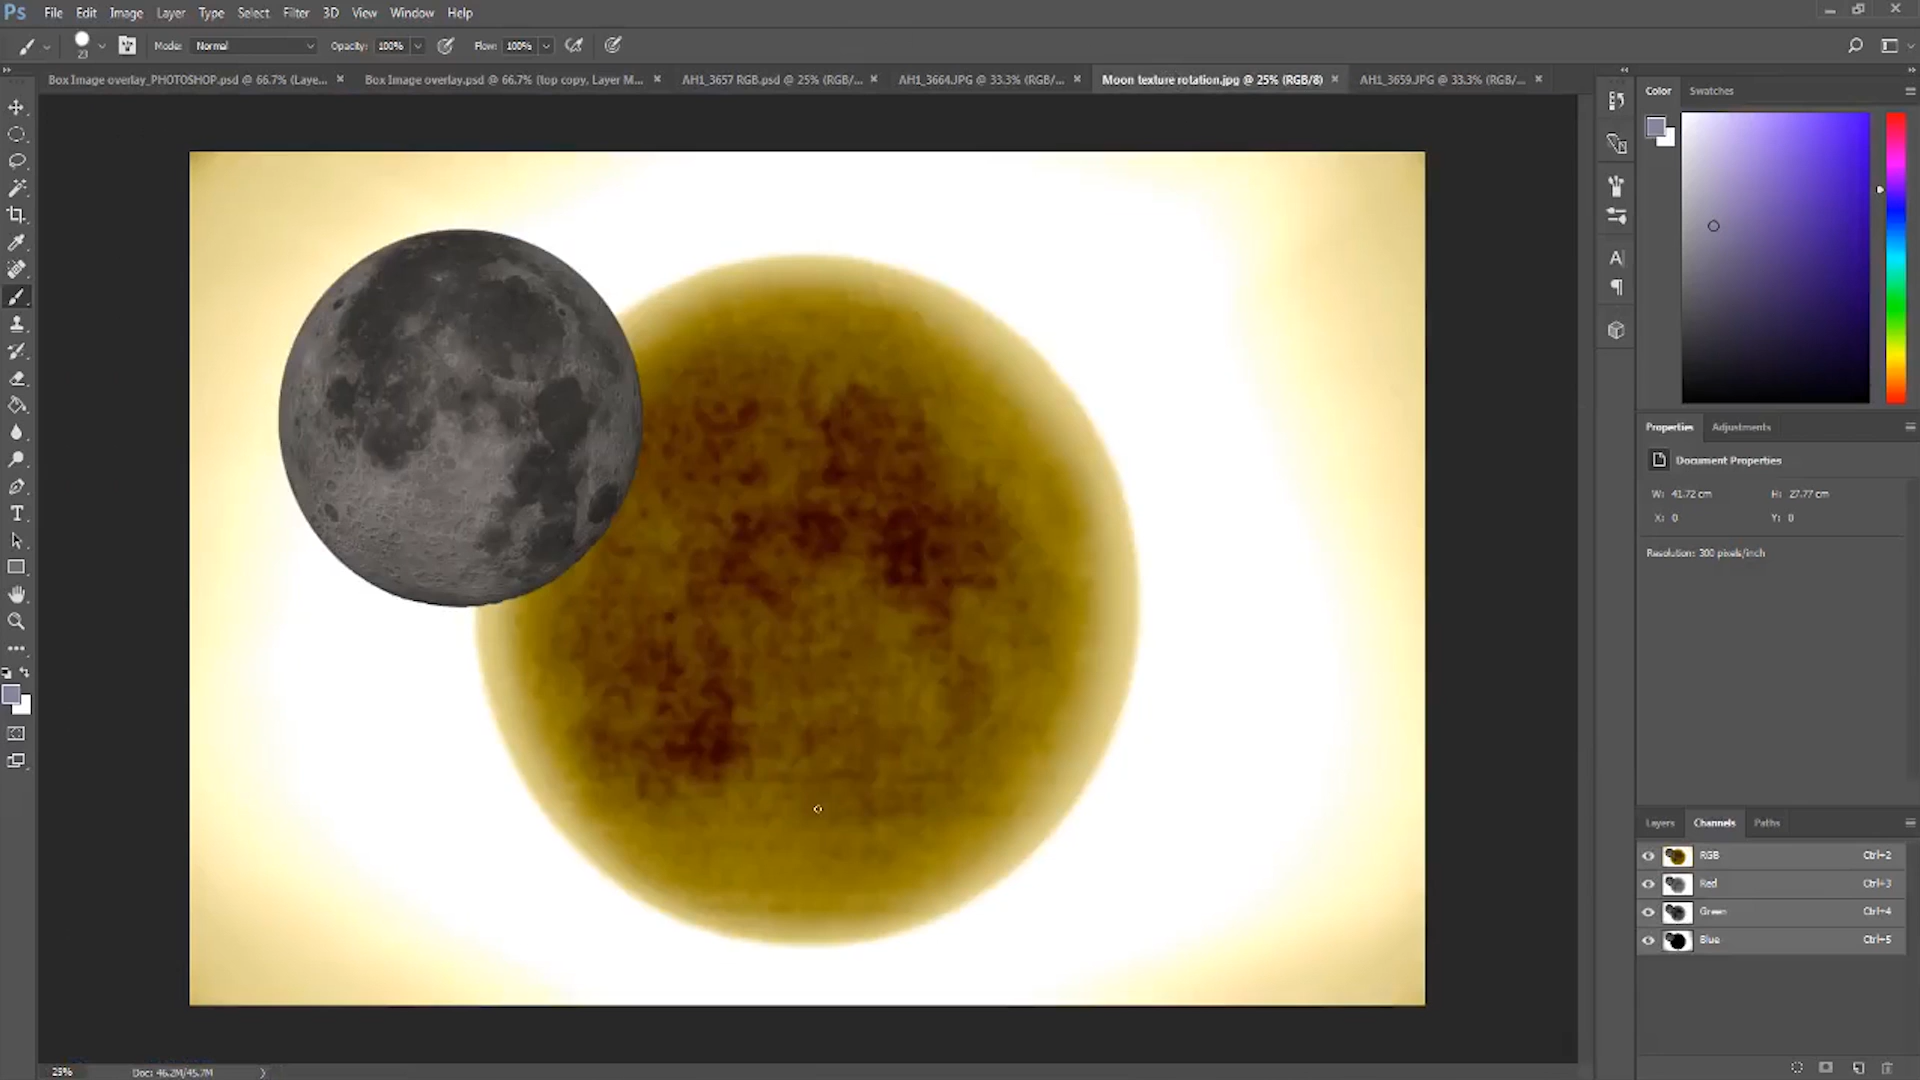 Ps File Edit Image Layer Type Select Filter 3D View Window Help
23 Mode: Normal Opacity: 100% Flow: 100%
Box Image overlay_PHOTOSHOP.psd @ 66.7% (Laye... × Box Image overlay.psd @ 66.7% (top copy, Layer M... × AH1_3657 RGB.psd @ 25% (RGB/... × AH1_3664.JPG @ 33.3% (RGB/... × Moon texture rotation.jpg @ 25% (RGB/8) × AH1_3659.JPG @ 33.3% (RGB/... ×
Color Swatches
Properties Adjustments
Document Properties
W: 41.72 cm H: 27.77 cm
X: 0 Y: 0
Resolution: 300 pixels/inch
Layers Channels Paths
RGB Ctrl+2
Red Ctrl+3
Green Ctrl+4
Blue Ctrl+5
25% Doc: 46.2M/45.7M